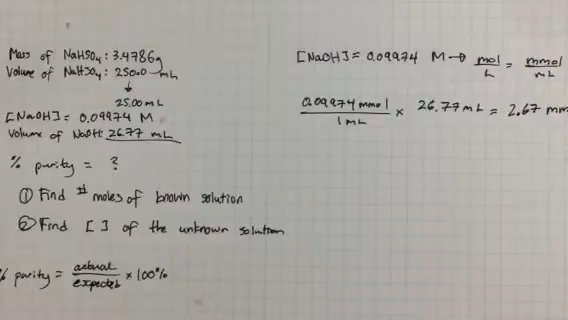 Mass of NaHSO4: 3.4786g
Volume of NaHSO4: 250.0 mL
↓
25.00 mL
[NaOH] = 0.09974 M
Volume of NaOH: 26.77 mL
% purity = ?
① Find # moles of known solution
② Find [ ] of the unknown solution
% purity = actual/expected × 100%
[NaOH] = 0.09974 M → mol/L = mmol/mL
0.09974 mmol/1 mL × 26.77 mL = 2.67 mm